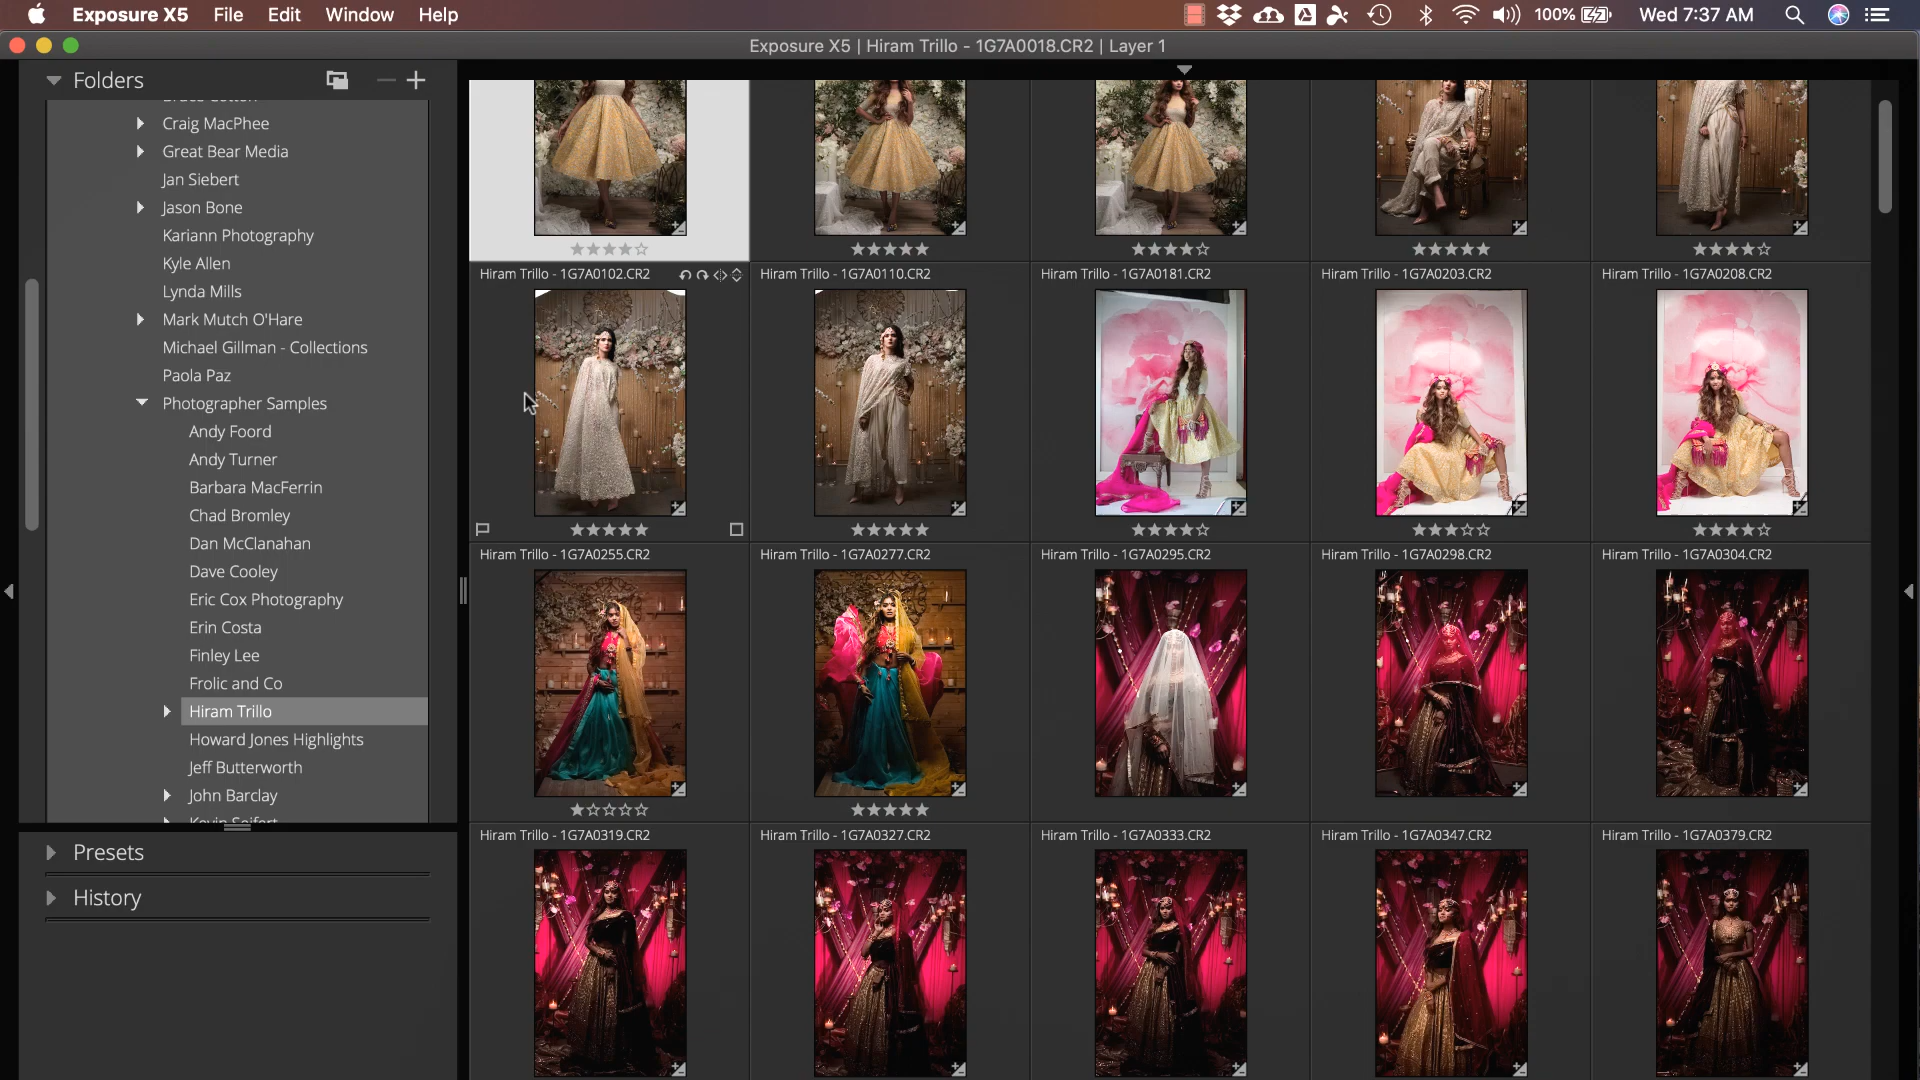 Exposure X5 File Edit Window Help
100% Wed 7:37 AM
Exposure X5 | Hiram Trillo - 1G7A0018.CR2 | Layer 1
Folders
Craig MacPhee
Great Bear Media
Jan Siebert
Jason Bone
Kariann Photography
Kyle Allen
Lynda Mills
Mark Mutch O'Hare
Michael Gillman - Collections
Paola Paz
Photographer Samples
Andy Foord
Andy Turner
Barbara MacFerrin
Chad Bromley
Dan McClanahan
Dave Cooley
Eric Cox Photography
Erin Costa
Finley Lee
Frolic and Co
Hiram Trillo
Howard Jones Highlights
Jeff Butterworth
John Barclay
Presets
History
Hiram Trillo - 1G7A0102.CR2
Hiram Trillo - 1G7A0110.CR2
Hiram Trillo - 1G7A0181.CR2
Hiram Trillo - 1G7A0203.CR2
Hiram Trillo - 1G7A0208.CR2
Hiram Trillo - 1G7A0255.CR2
Hiram Trillo - 1G7A0277.CR2
Hiram Trillo - 1G7A0295.CR2
Hiram Trillo - 1G7A0298.CR2
Hiram Trillo - 1G7A0304.CR2
Hiram Trillo - 1G7A0319.CR2
Hiram Trillo - 1G7A0327.CR2
Hiram Trillo - 1G7A0333.CR2
Hiram Trillo - 1G7A0347.CR2
Hiram Trillo - 1G7A0379.CR2